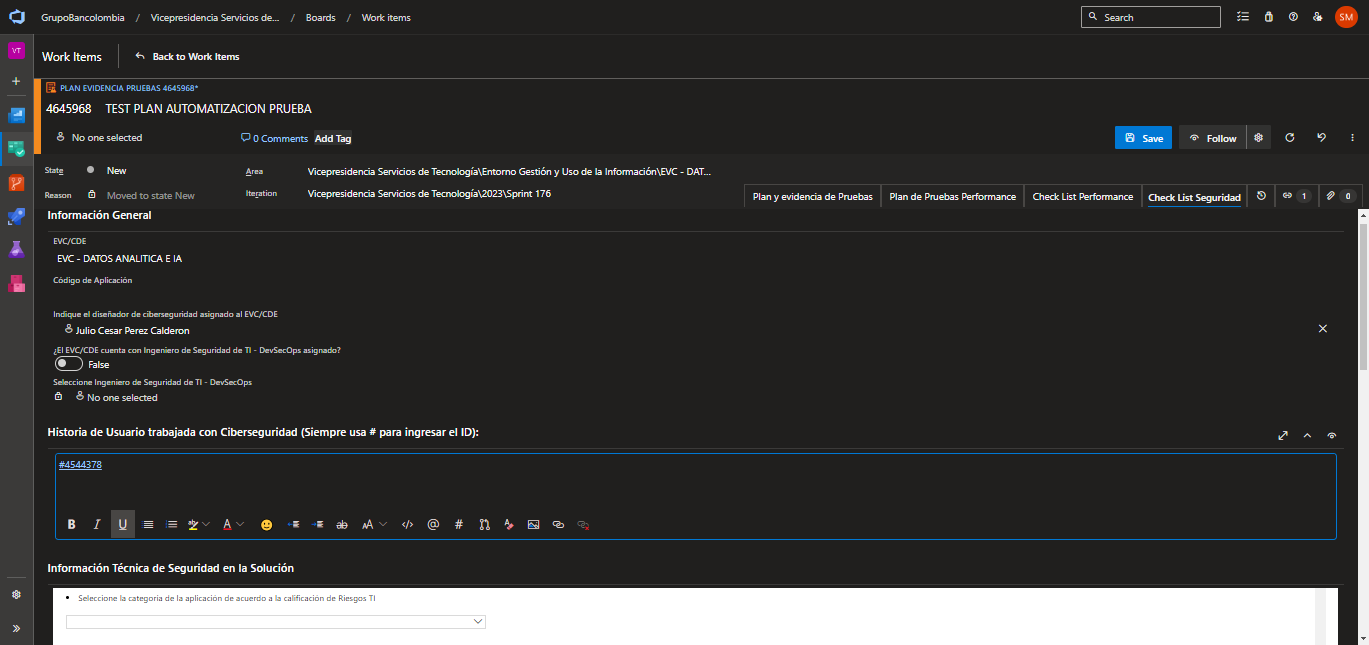 GrupoBancolombia / Vicepresidencia Servicios de... / Boards / Work items
Search
SM
VT
Work Items
Back to Work Items
PLAN EVIDENCIA PRUEBAS 4645968*
4645968 TEST PLAN AUTOMATIZACION PRUEBA
No one selected
0 Comments
Add Tag
Save
Follow
State
New
Area
Vicepresidencia Servicios de Tecnología\Entorno Gestión y Uso de la Información\EVC - DAT...
Reason
Moved to state New
Iteration
Vicepresidencia Servicios de Tecnología\2023\Sprint 176
Plan y evidencia de Pruebas
Plan de Pruebas Performance
Check List Performance
Check List Seguridad
1
0
Información General
EVC/CDE
EVC - DATOS ANALITICA E IA
Código de Aplicación
Indique el diseñador de ciberseguridad asignado al EVC/CDE
Julio Cesar Perez Calderon
¿El EVC/CDE cuenta con Ingeniero de Seguridad de TI - DevSecOps asignado?
False
Seleccione Ingeniero de Seguridad de TI - DevSecOps
No one selected
Historia de Usuario trabajada con Ciberseguridad (Siempre usa # para ingresar el ID):
#4544378
Información Técnica de Seguridad en la Solución
• Seleccione la categoria de la aplicación de acuerdo a la calificación de Riesgos TI